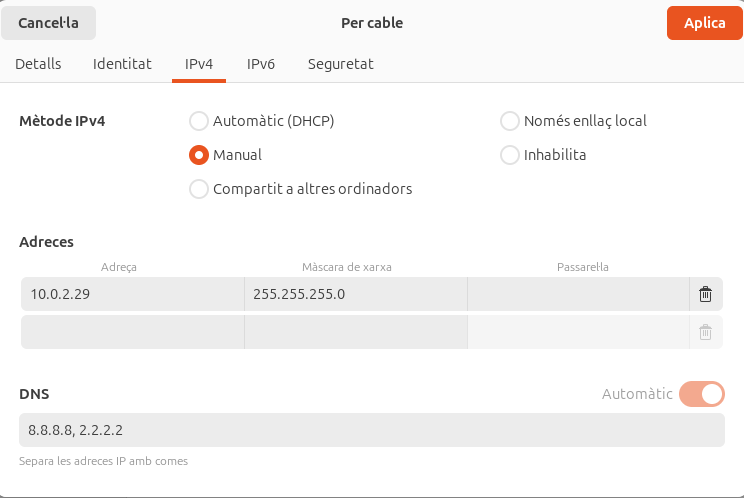 Cancel·la Per cable Aplica
Detalls Identitat IPv4 IPv6 Seguretat
Mètode IPv4 Automàtic (DHCP) Només enllaç local
Manual Inhabilita
Compartit a altres ordinadors
Adreces
Adreça Màscara de xarxa Passarel·la
10.0.2.29 255.255.255.0
DNS Automàtic
8.8.8.8, 2.2.2.2
Separa les adreces IP amb comes